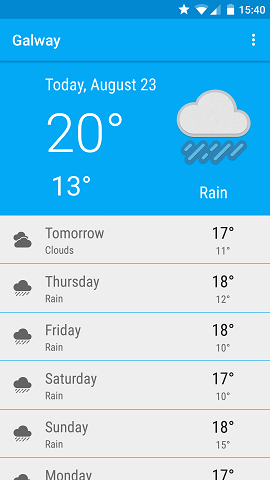 15:40
Galway
Today, August 23
20°
13°
Rain
Tomorrow 17°
Clouds 11°
Thursday 18°
Rain 12°
Friday 18°
Rain 10°
Saturday 17°
Rain 10°
Sunday 18°
Rain 15°
Monday 17°